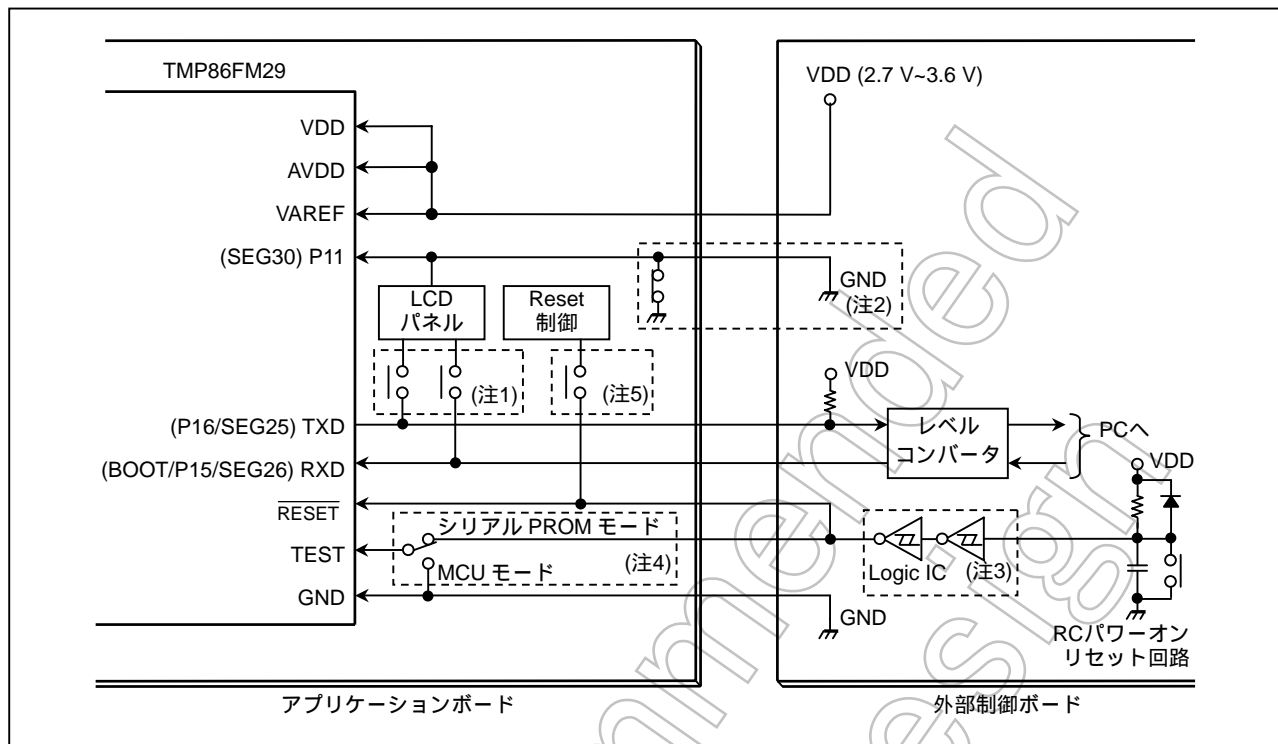 TMP86FM29
VDD (2.7 V~3.6 V)
VDD
AVDD
VAREF
(SEG30) P11
GND
(注2)
LCD
パネル
Reset
制御
(注1)
(注5)
VDD
(P16/SEG25) TXD
レベル
コンバータ
PCへ
(BOOT/P15/SEG26) RXD
VDD
RESET
シリアル PROM モード
TEST
(注4)
MCU モード
Logic IC
(注3)
GND
GND
RCパワーオン
リセット回路
アプリケーションボード
外部制御ボード